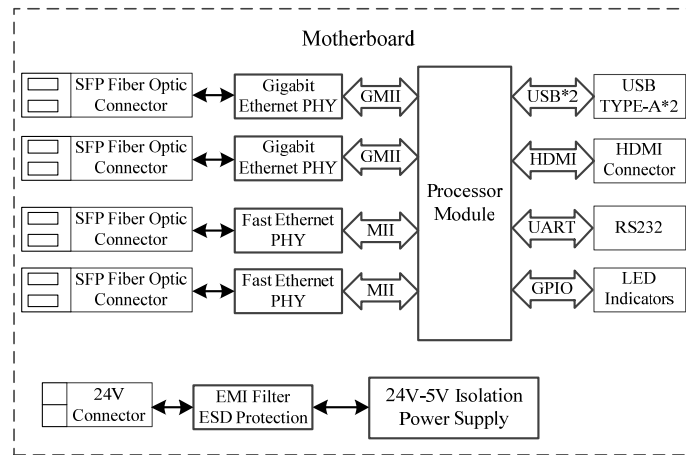 Motherboard
SFP Fiber Optic
Connector
Gigabit
Ethernet PHY
GMII
SFP Fiber Optic
Connector
Gigabit
Ethernet PHY
GMII
SFP Fiber Optic
Connector
Fast Ethernet
PHY
MII
SFP Fiber Optic
Connector
Fast Ethernet
PHY
MII
Processor
Module
USB*2
USB
TYPE-A*2
HDMI
HDMI
Connector
UART
RS232
GPIO
LED
Indicators
24V
Connector
EMI Filter
ESD Protection
24V-5V Isolation
Power Supply